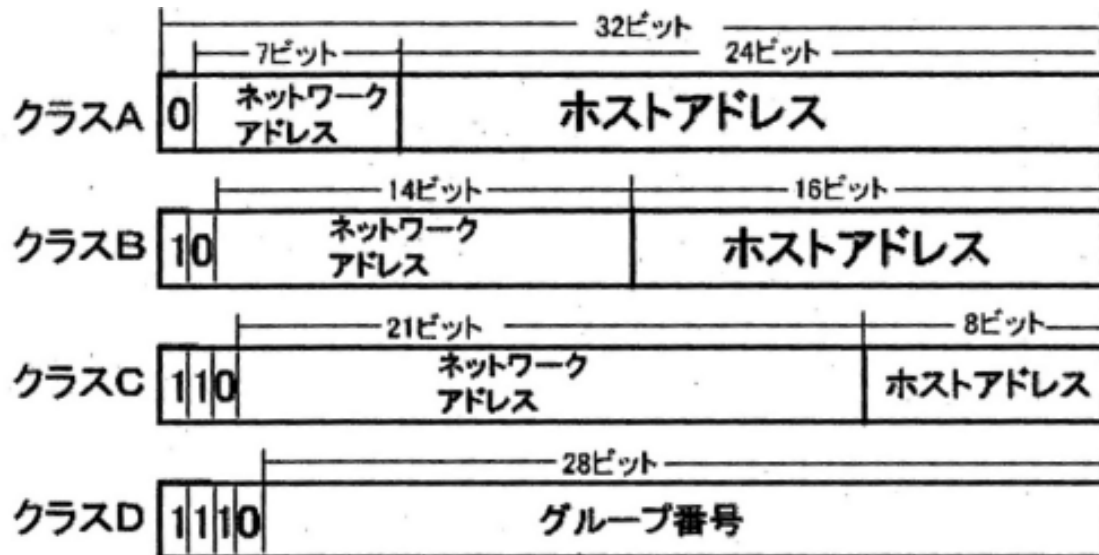 32ビット
7ビット 24ビット
クラスA 0 ネットワーク アドレス ホストアドレス
14ビット 16ビット
クラスB 1 0 ネットワーク アドレス ホストアドレス
21ビット 8ビット
クラスC 1 1 0 ネットワーク アドレス ホストアドレス
28ビット
クラスD 1 1 1 0 グループ番号